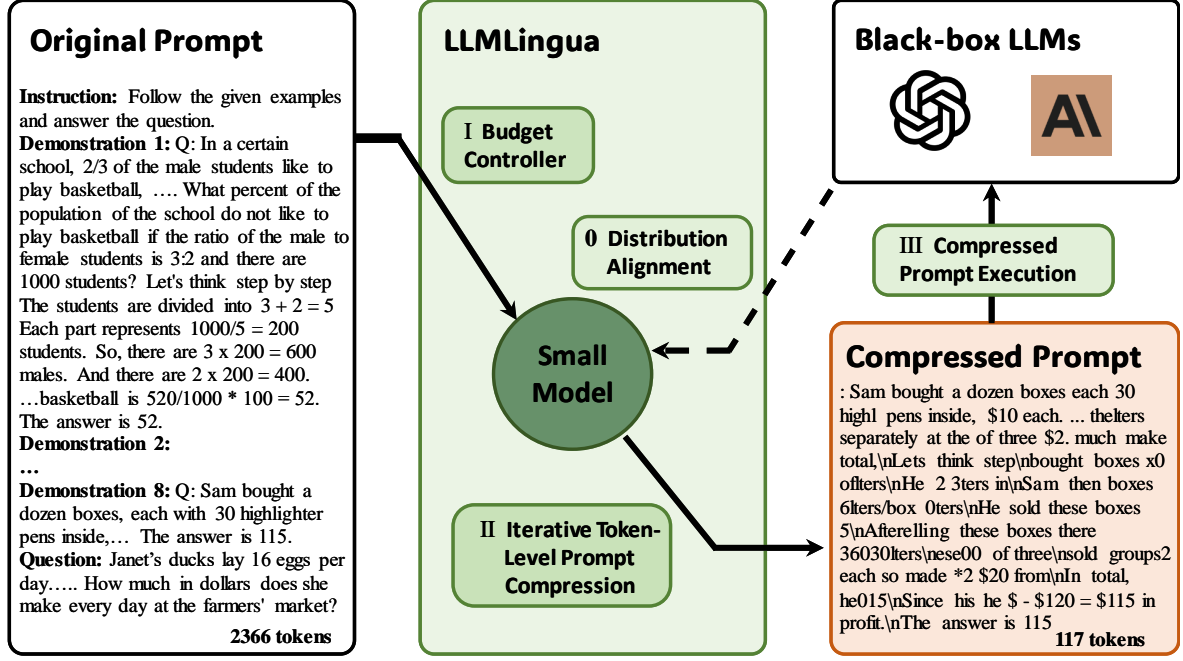 Original Prompt
Instruction: Follow the given examples
and answer the question.
Demonstration 1: Q: In a certain
school, 2/3 of the male students like to
play basketball, …. What percent of the
population of the school do not like to
play basketball if the ratio of the male to
female students is 3:2 and there are
1000 students? Let's think step by step
The students are divided into 3 + 2 = 5
Each part represents 1000/5 = 200
students. So, there are 3 x 200 = 600
males. And there are 2 x 200 = 400.
…basketball is 520/1000 * 100 = 52.
The answer is 52.
Demonstration 2:
…
Demonstration 8: Q: Sam bought a
dozen boxes, each with 30 highlighter
pens inside,… The answer is 115.
Question: Janet's ducks lay 16 eggs per
day….. How much in dollars does she
make every day at the farmers' market?
2366 tokens
LLMLingua
I Budget
Controller
0 Distribution
Alignment
Small
Model
II Iterative Token-
Level Prompt
Compression
Black-box LLMs
AI
III Compressed
Prompt Execution
Compressed Prompt
: Sam bought a dozen boxes each 30
highl pens inside, $10 each. ... thelters
separately at the of three $2. much make
total,\nLets think step\nbought boxes x0
oflters\nHe 2 3ters in\nSam then boxes
6lters/box 0ters\nHe sold these boxes
5\nAfterelling these boxes there
36030lters\nese00 of three\nsold groups2
each so made *2 $20 from\nIn total,
he015\nSince his he $ - $120 = $115 in
profit.\nThe answer is 115
117 tokens